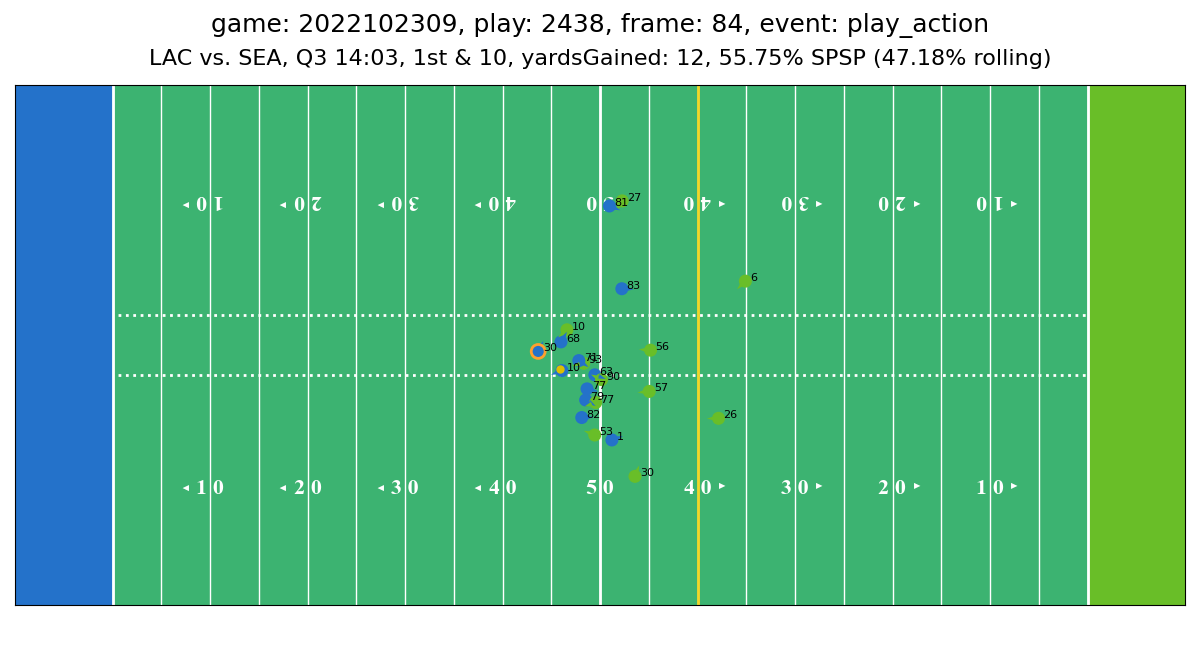 game: 2022102309, play: 2438, frame: 84, event: play_action
LAC vs. SEA, Q3 14:03, 1st & 10, yardsGained: 12, 55.75% SPSP (47.18% rolling)
81 27
10 20 30 40 50 40 30 20 10
6
83
10
68
30 56
71 93
10 63 90
77 57
79 77
82 26
53 1
30
10 20 30 40 50 40 30 20 10